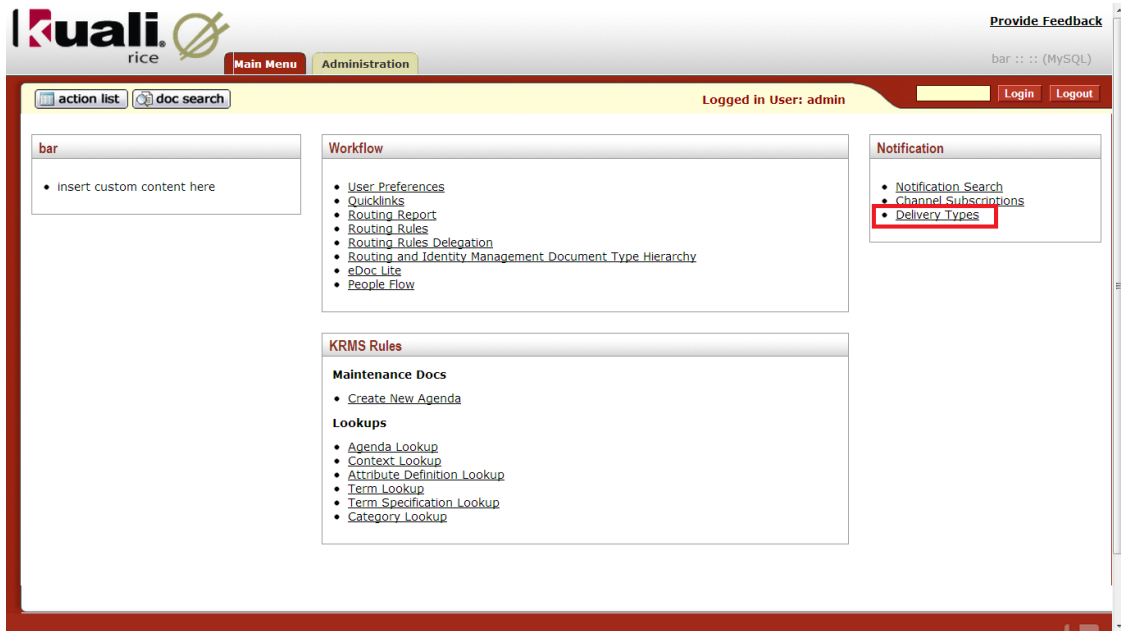 Kuali.
rice
Provide Feedback
Main Menu
Administration
bar :: :: (MySQL)
action list
doc search
Logged in User: admin
Login
Logout
bar
insert custom content here
Workflow
User Preferences
Quicklinks
Routing Report
Routing Rules
Routing Rules Delegation
Routing and Identity Management Document Type Hierarchy
eDoc Lite
People Flow
KRMS Rules
Maintenance Docs
Create New Agenda
Lookups
Agenda Lookup
Context Lookup
Attribute Definition Lookup
Term Lookup
Term Specification Lookup
Category Lookup
Notification
Notification Search
Channel Subscriptions
Delivery Types